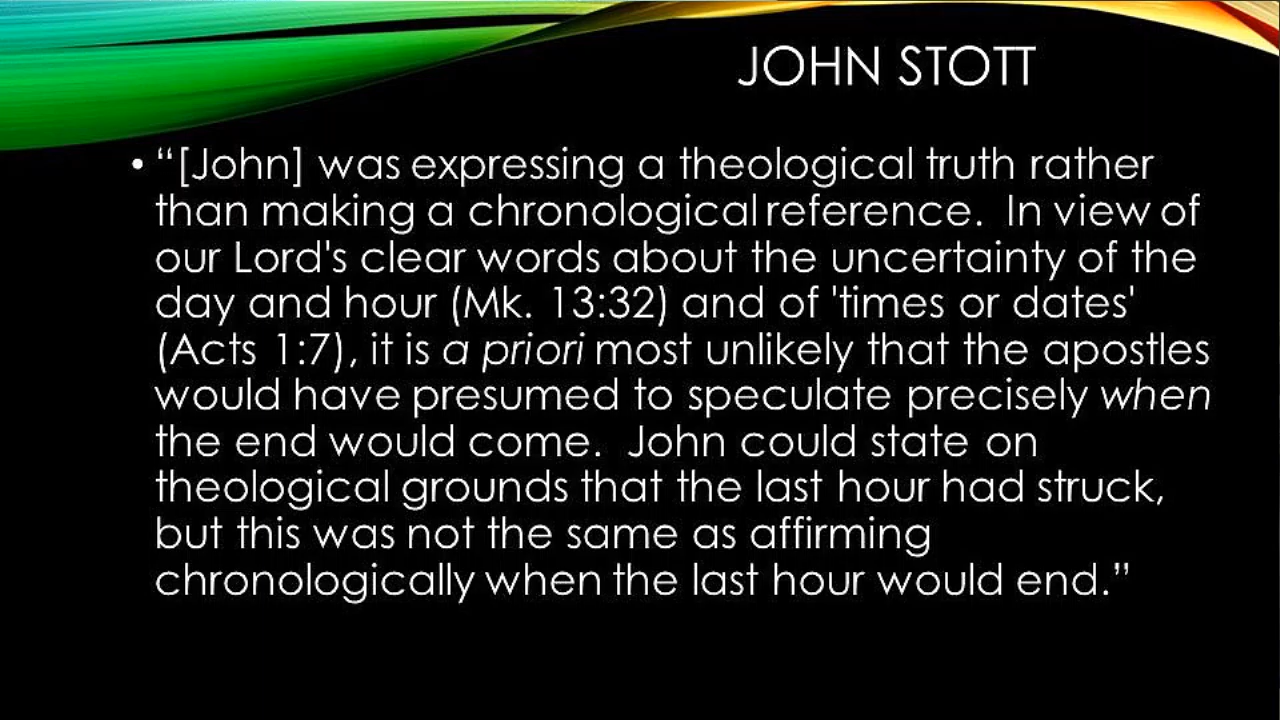 JOHN STOTT
• “[John] was expressing a theological truth rather
than making a chronological reference.  In view of
our Lord's clear words about the uncertainty of the
day and hour (Mk. 13:32) and of 'times or dates'
(Acts 1:7), it is a priori most unlikely that the apostles
would have presumed to speculate precisely when
the end would come.  John could state on
theological grounds that the last hour had struck,
but this was not the same as affirming
chronologically when the last hour would end.”